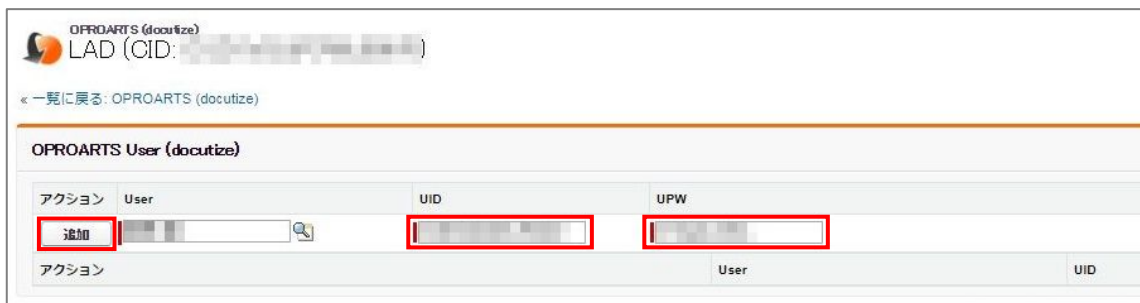 OPROARTS (docutize)
LAD (CID: )
« 一覧に戻る: OPROARTS (docutize)
OPROARTS User (docutize)
アクション User UID UPW
追加
アクション User UID